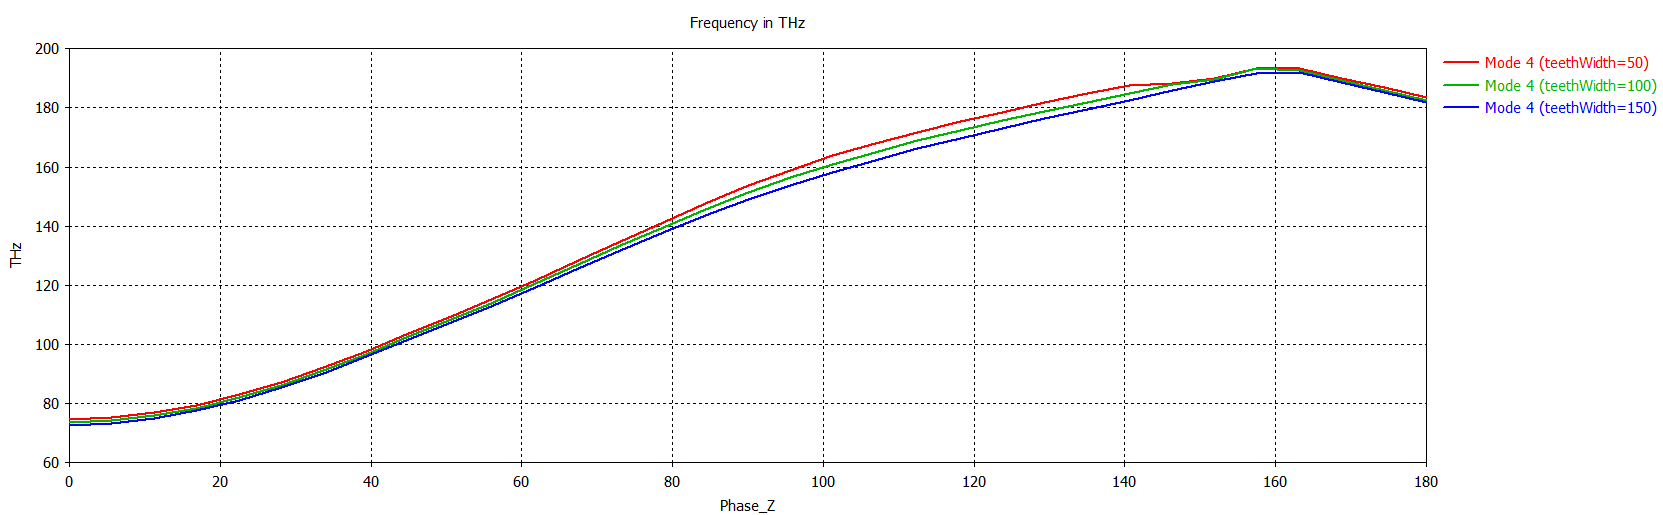 Frequency in THz
200
180
160
140
120
100
80
60
THz
0 20 40 60 80 100 120 140 160 180
Phase_Z
Mode 4 (teethWidth=50)
Mode 4 (teethWidth=100)
Mode 4 (teethWidth=150)